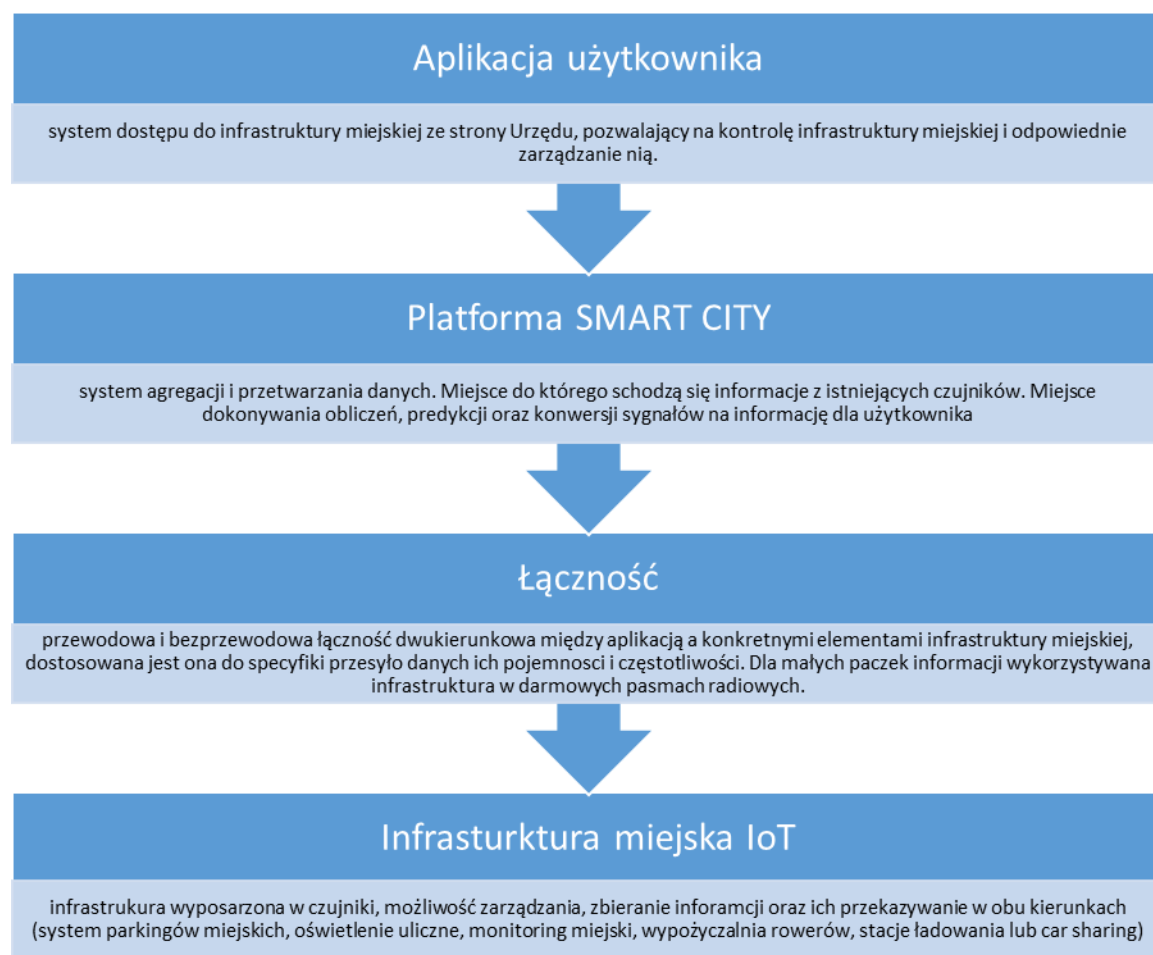 Aplikacja użytkownika
system dostępu do infrastruktury miejskiej ze strony Urzędu, pozwalający na kontrolę infrastruktury miejskiej i odpowiednie
zarządzanie nią.
Platforma SMART CITY
system agregacji i przetwarzania danych. Miejsce do którego schodzą się informacje z istniejących czujników. Miejsce
dokonywania obliczeń, predykcji oraz konwersji sygnałów na informację dla użytkownika
Łączność
przewodowa i bezprzewodowa łączność dwukierunkowa między aplikacją a konkretnymi elementami infrastruktury miejskiej,
dostosowana jest ona do specyfiki przesyło danych ich pojemnosci i częstotliwości. Dla małych paczek informacji wykorzystywana
infrastruktura w darmowych pasmach radiowych.
Infrasturktura miejska IoT
infrastrukura wyposarzona w czujniki, możliwość zarządzania, zbieranie inforamcji oraz ich przekazywanie w obu kierunkach
(system parkingów miejskich, oświetlenie uliczne, monitoring miejski, wypożyczalnia rowerów, stacje ładowania lub car sharing)